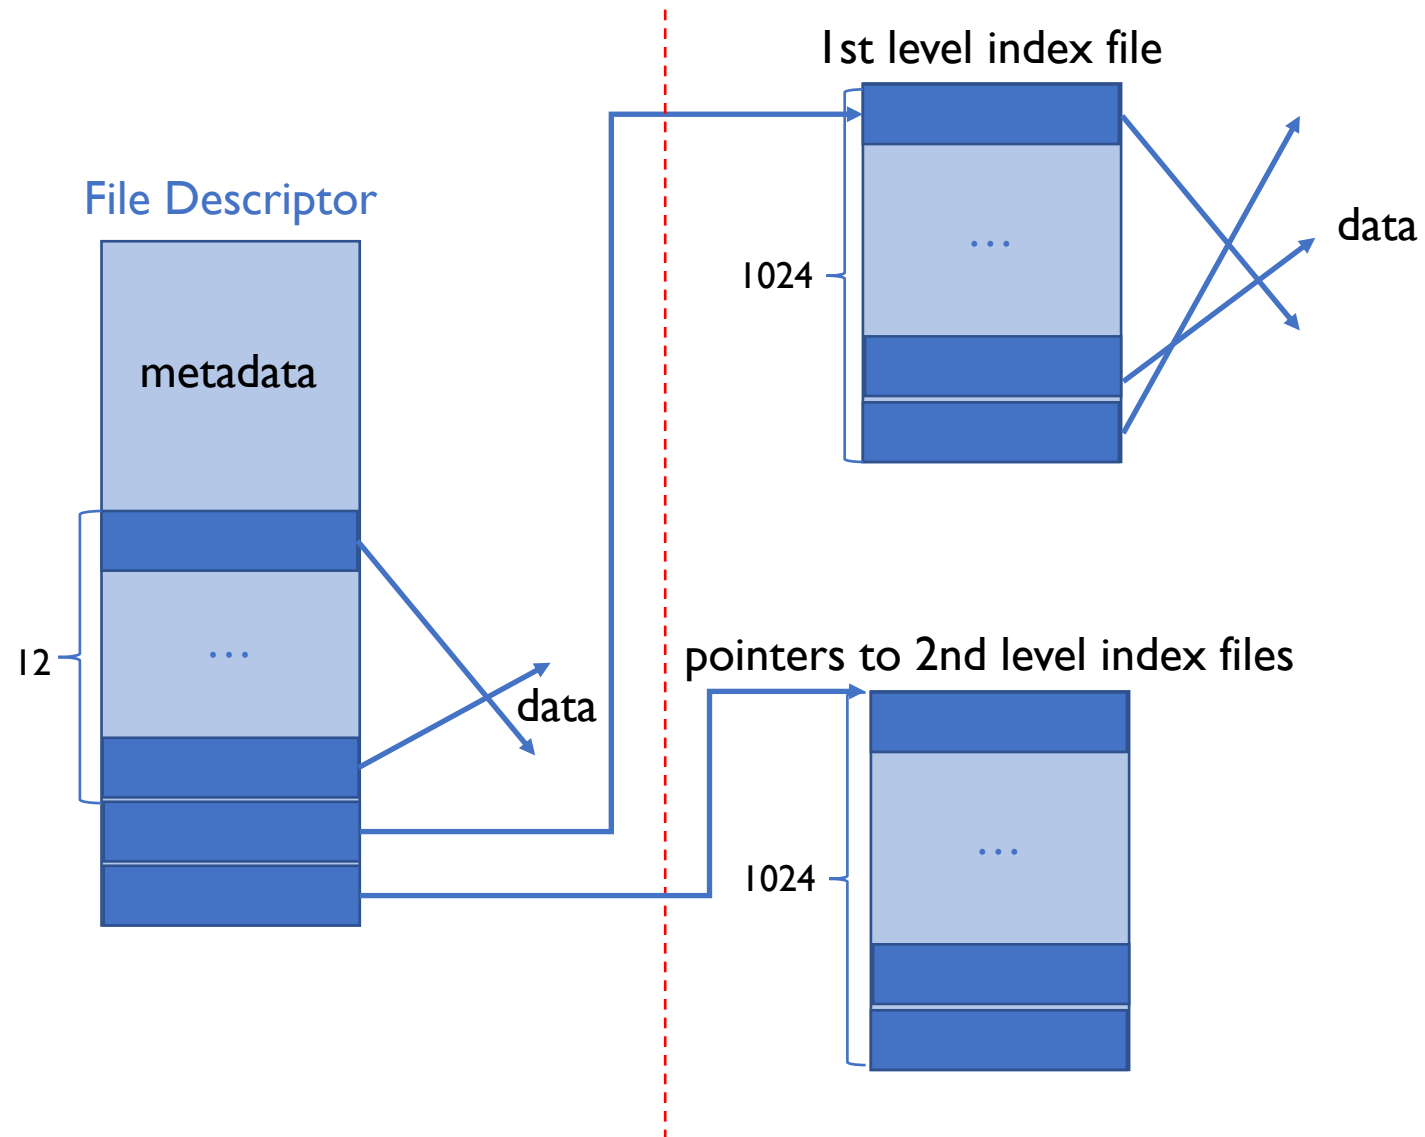 1st level index file
File Descriptor
data
1024
...
metadata
12
...
data
pointers to 2nd level index files
1024
...